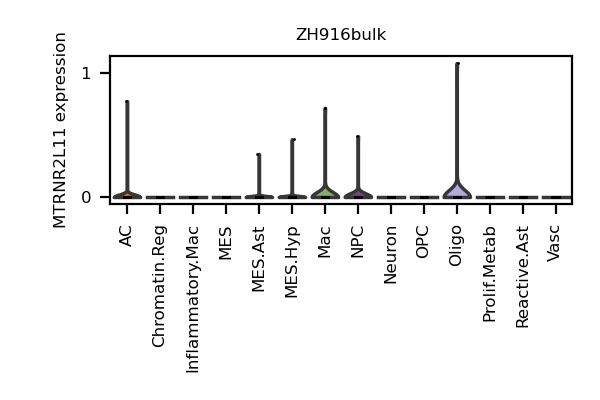 ZH916bulk
MTRNR2L11 expression
1
0
AC
Chromatin.Reg
Inflammatory.Mac
MES
MES.Ast
MES.Hyp
Mac
NPC
Neuron
OPC
Oligo
Prolif.Metab
Reactive.Ast
Vasc